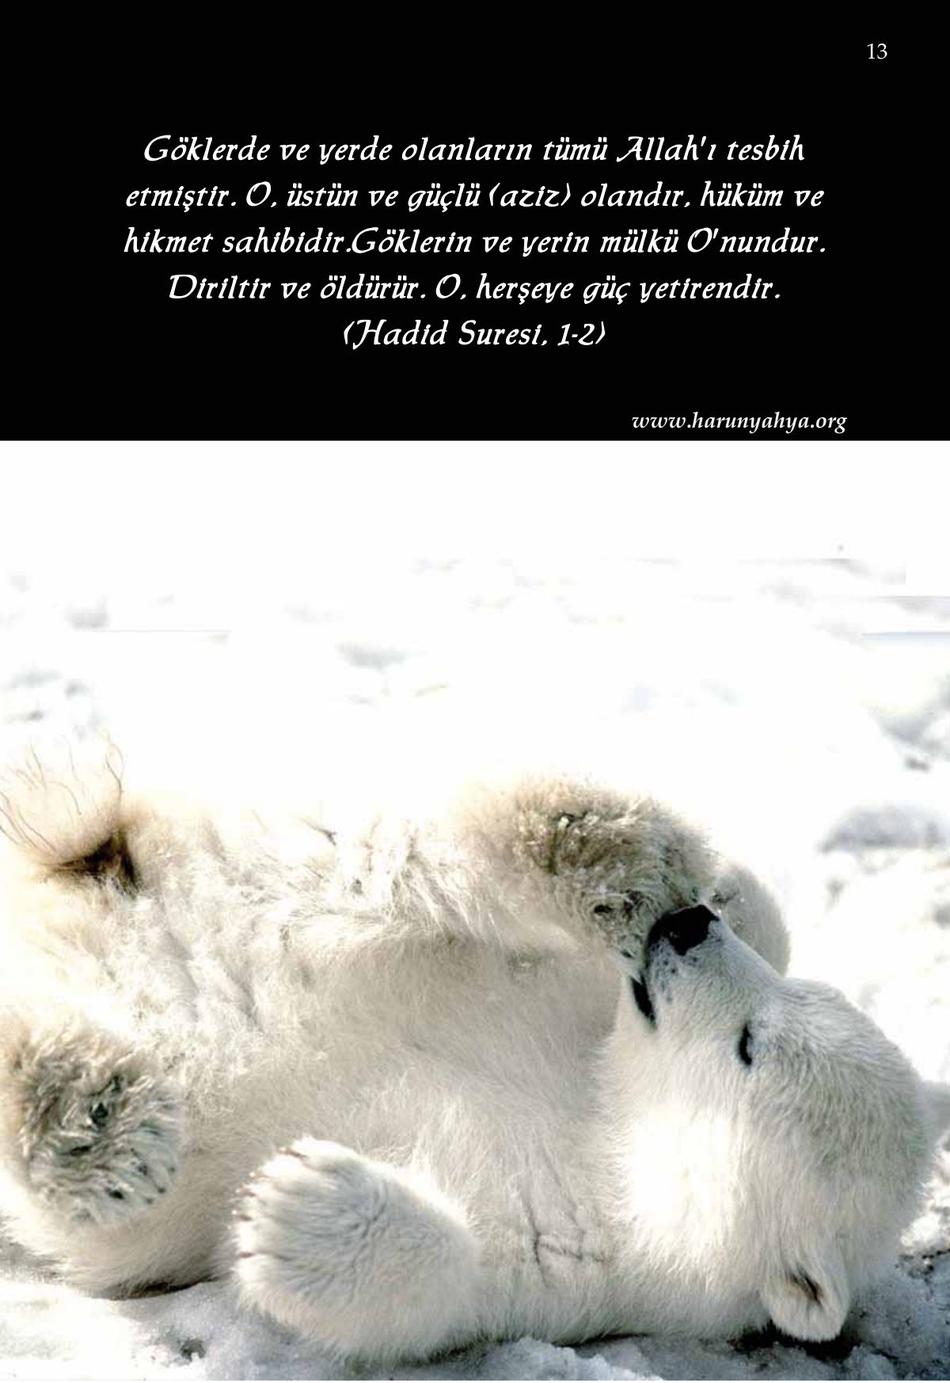 13
Göklerde ve yerde olanların tümü Allah'ı tesbih
etmiştir. O, üstün ve güçlü (aziz) olandır, hüküm ve
hikmet sahibidir.Göklerin ve yerin mülkü O'nundur.
Diriltir ve öldürür. O, herşeye güç yetirendir.
(Hadid Suresi, 1-2)
www.harunyahya.org